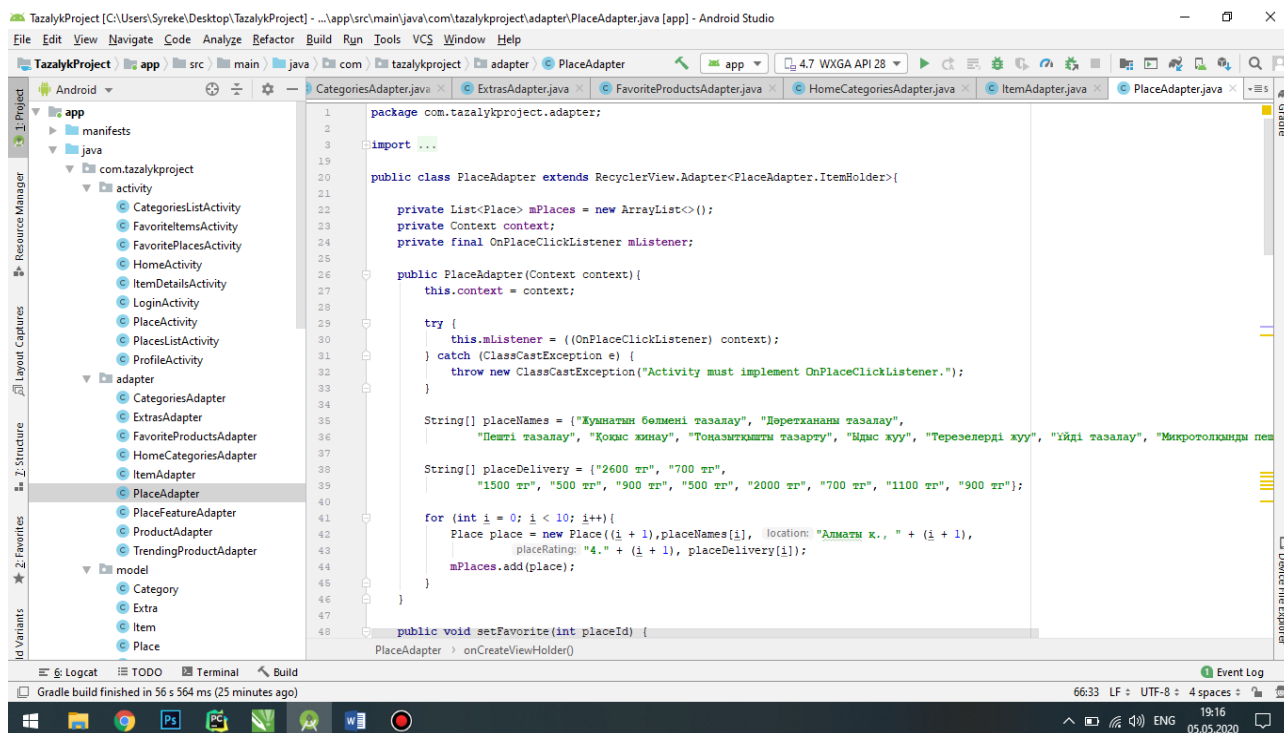 TazalykProject [C:\Users\Syreke\Desktop\TazalykProject] - ...\app\src\main\java\com\tazalykproject\adapter\PlaceAdapter.java [app] - Android Studio
File Edit View Navigate Code Analyze Refactor Build Run Tools VCS Window Help
TazalykProject app src main java com tazalykproject adapter PlaceAdapter app 4.7 WXGA API 28
Android CategoriesAdapter.java ExtrasAdapter.java FavoriteProductsAdapter.java HomeCategoriesAdapter.java ItemAdapter.java PlaceAdapter.java
1: Project
Resource Manager
Layout Captures
Z: Structure
2: Favorites
ld Variants
app
manifests
java
com.tazalykproject
activity
CategoriesListActivity
FavoriteItemsActivity
FavoritePlacesActivity
HomeActivity
ItemDetailsActivity
LoginActivity
PlaceActivity
PlacesListActivity
ProfileActivity
adapter
CategoriesAdapter
ExtrasAdapter
FavoriteProductsAdapter
HomeCategoriesAdapter
ItemAdapter
PlaceAdapter
PlaceFeatureAdapter
ProductAdapter
TrendingProductAdapter
model
Category
Extra
Item
Place
1 package com.tazalykproject.adapter;
2
3 import ...
19
20 public class PlaceAdapter extends RecyclerView.Adapter<PlaceAdapter.ItemHolder>{
21
22 private List<Place> mPlaces = new ArrayList<>();
23 private Context context;
24 private final OnPlaceClickListener mListener;
25
26 public PlaceAdapter(Context context){
27 this.context = context;
28
29 try {
30 this.mListener = ((OnPlaceClickListener) context);
31 } catch (ClassCastException e) {
32 throw new ClassCastException("Activity must implement OnPlaceClickListener.");
33 }
34
35 String[] placeNames = {"Жуынатын бөлмені тазалау", "Дәретхананы тазалау",
36 "Пешті тазалау", "Қоқыс жинау", "Тоңазытқышты тазарту", "Ыдыс жуу", "Терезелерді жуу", "Үйді тазалау", "Микротолқынды пеш
37
38 String[] placeDelivery = {"2600 тг", "700 тг",
39 "1500 тг", "500 тг", "900 тг", "500 тг", "2000 тг", "700 тг", "1100 тг", "900 тг"};
40
41 for (int i = 0; i < 10; i++){
42 Place place = new Place((i + 1),placeNames[i], location: "Алматы қ., " + (i + 1),
43 placeRating: "4." + (i + 1), placeDelivery[i]);
44 mPlaces.add(place);
45 }
46 }
47
48 public void setFavorite(int placeId) {
PlaceAdapter > onCreateViewHolder()
Gradle
Device File Explorer
6: Logcat TODO Terminal Build 1 Event Log
Gradle build finished in 56 s 564 ms (25 minutes ago) 66:33 LF UTF-8 4 spaces
Ps PC W ENG 19:16
05.05.2020